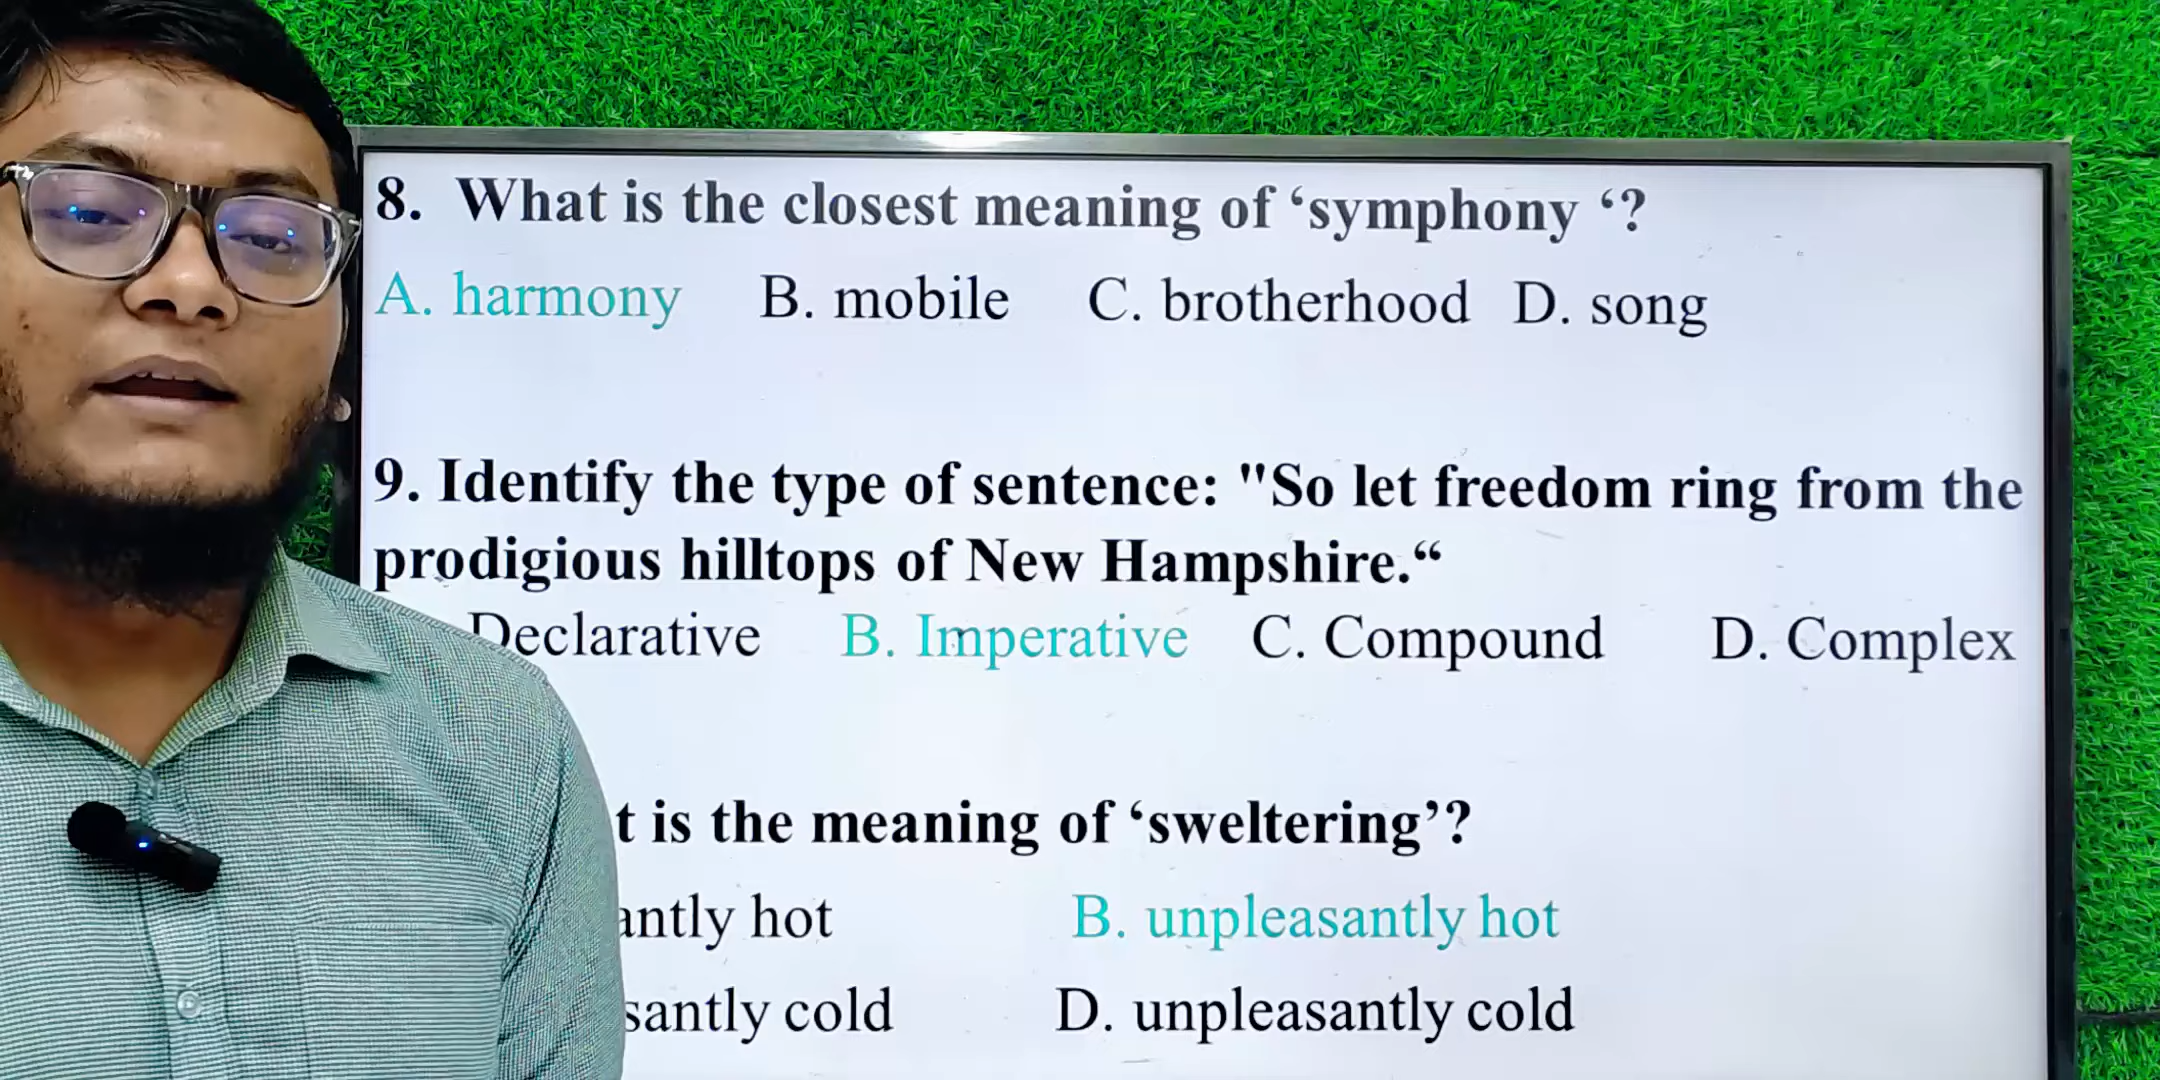 8. What is the closest meaning of ‘symphony ‘?
A. harmony B. mobile C. brotherhood D. song
9. Identify the type of sentence: "So let freedom ring from the
prodigious hilltops of New Hampshire.“
Declarative B. Imperative C. Compound D. Complex
is the meaning of ‘sweltering’?
hot B. unpleasantly hot
cold D. unpleasantly cold